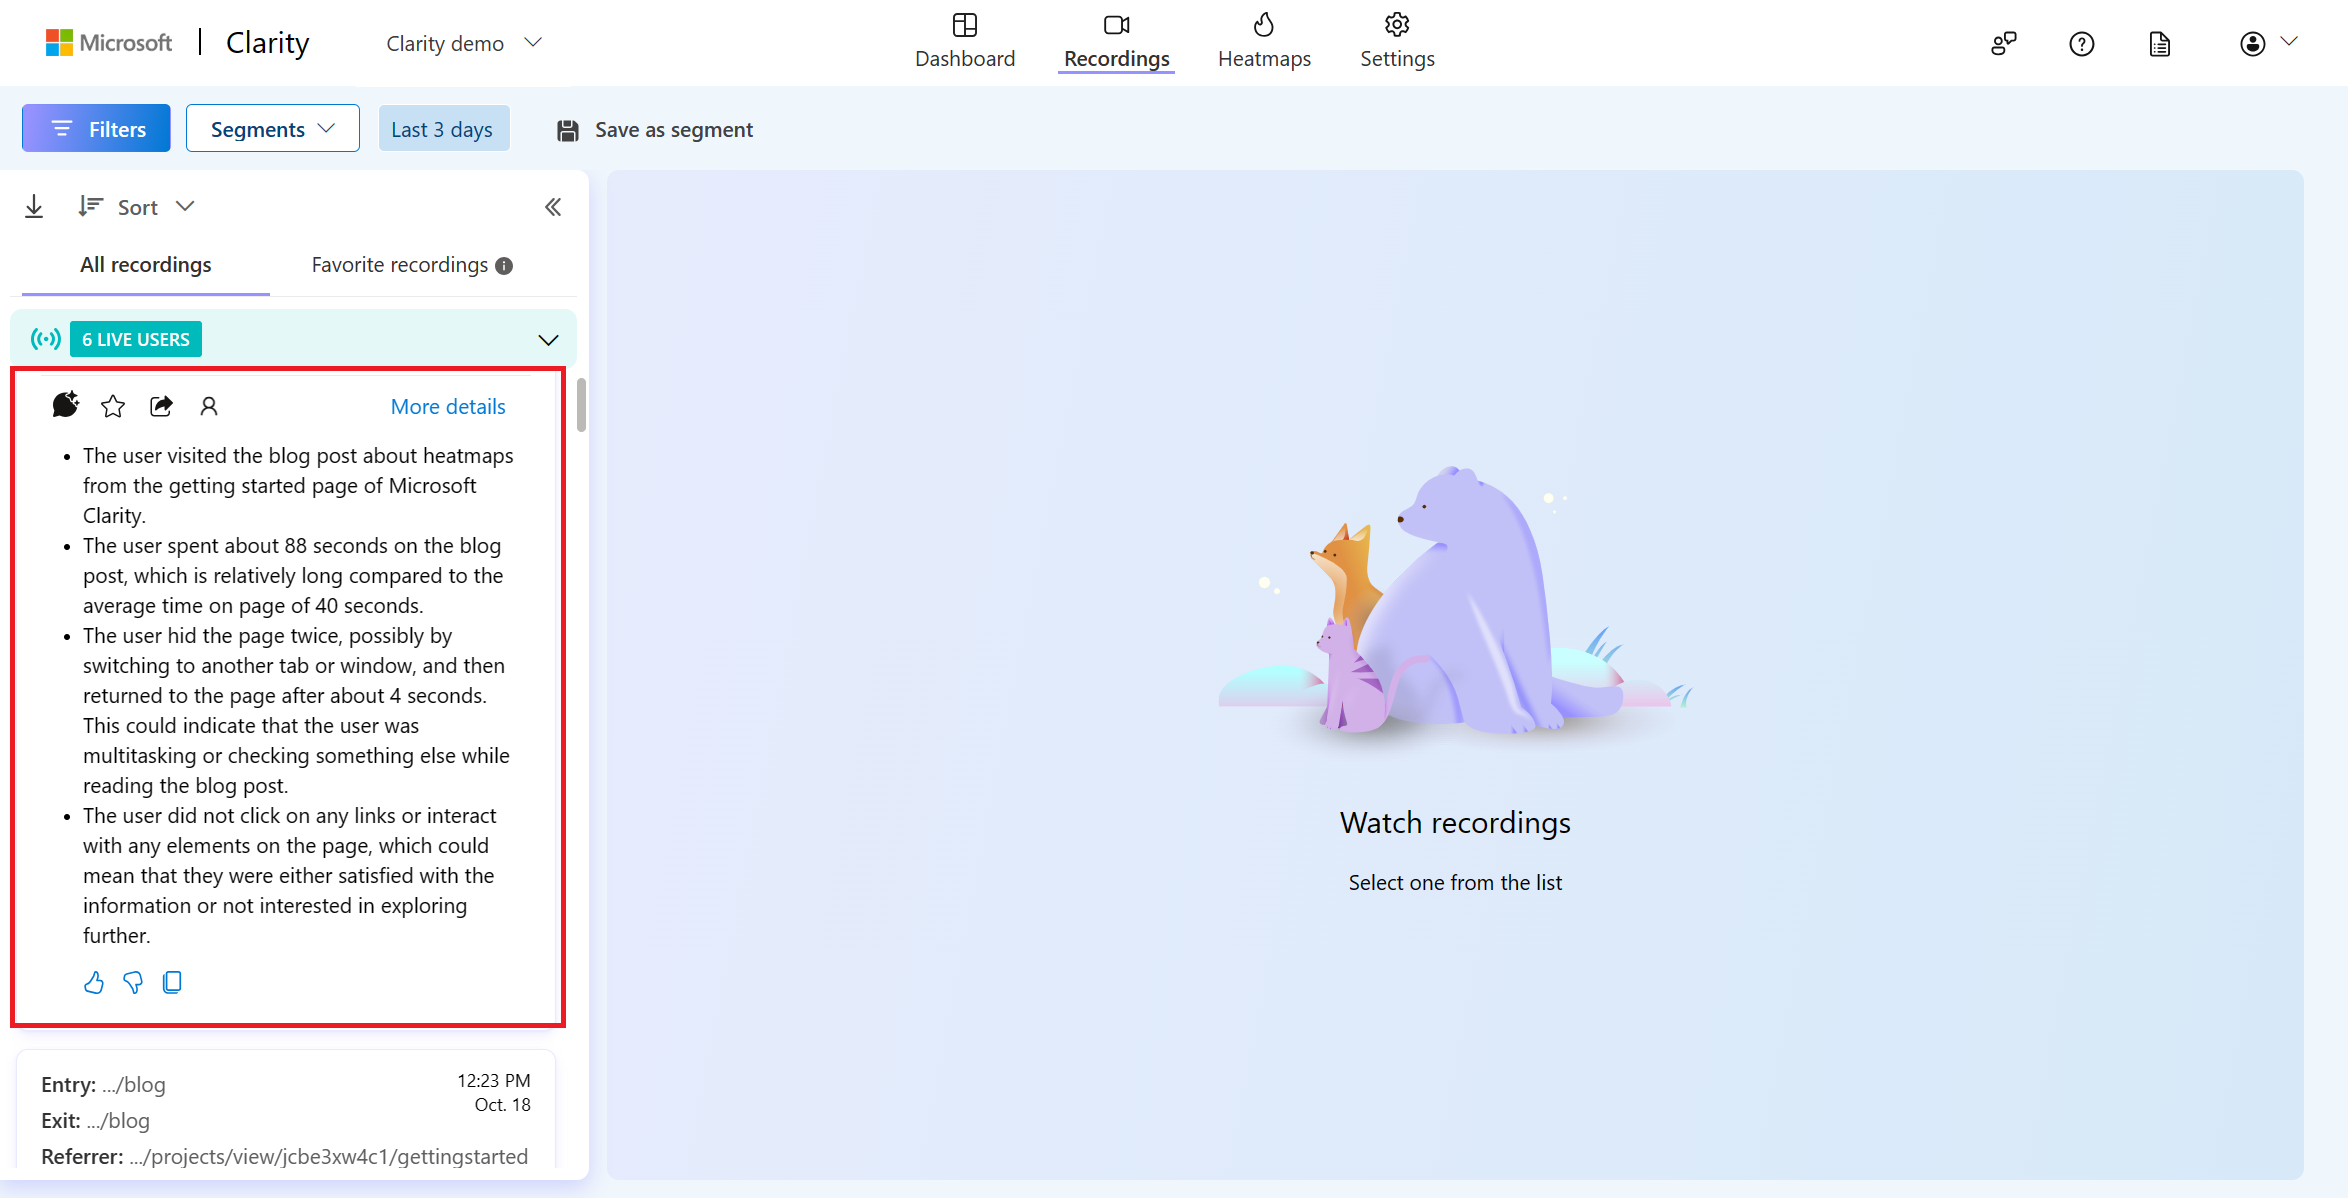 Microsoft | Clarity
Clarity demo
Dashboard
Recordings
Heatmaps
Settings
Filters
Segments
Last 3 days
Save as segment
Sort
All recordings
Favorite recordings
6 LIVE USERS
More details
• The user visited the blog post about heatmaps
from the getting started page of Microsoft
Clarity.
• The user spent about 88 seconds on the blog
post, which is relatively long compared to the
average time on page of 40 seconds.
• The user hid the page twice, possibly by
switching to another tab or window, and then
returned to the page after about 4 seconds.
This could indicate that the user was
multitasking or checking something else while
reading the blog post.
• The user did not click on any links or interact
with any elements on the page, which could
mean that they were either satisfied with the
information or not interested in exploring
further.
Entry: .../blog
12:23 PM
Oct. 18
Exit: .../blog
Referrer: .../projects/view/jcbe3xw4c1/gettingstarted
Watch recordings
Select one from the list